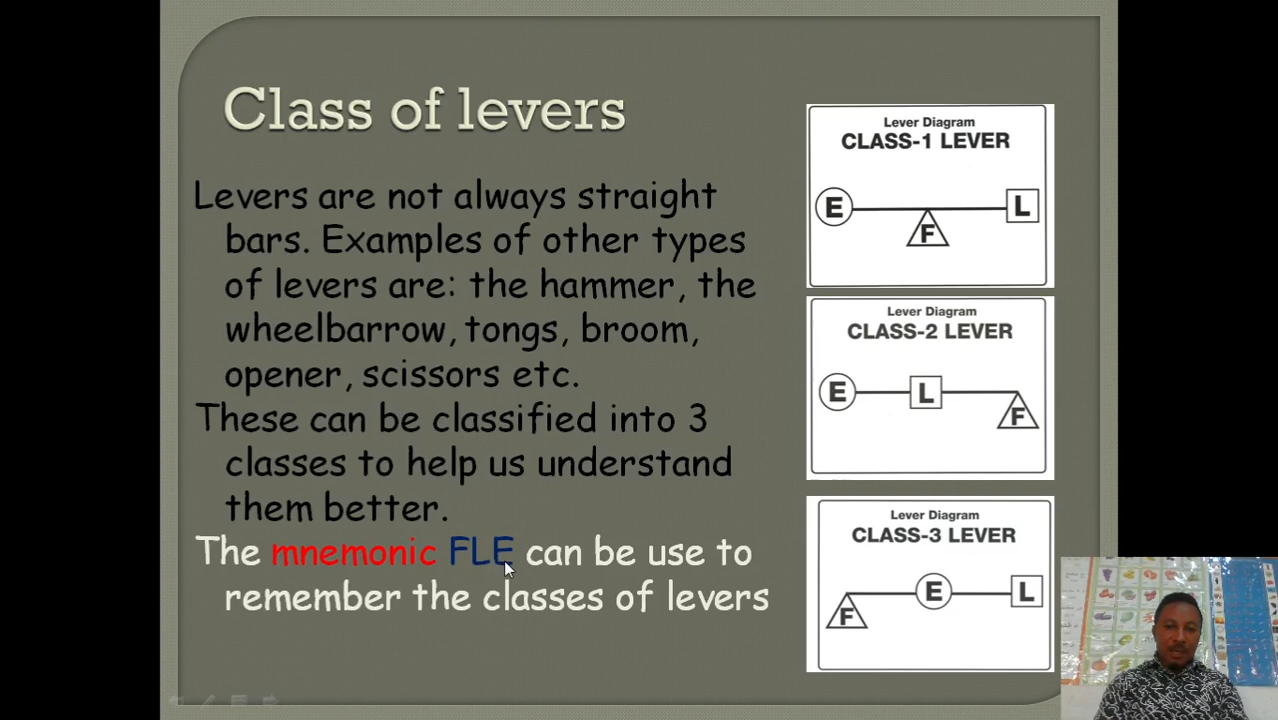 Class of levers
Levers are not always straight
bars. Examples of other types
of levers are: the hammer, the
wheelbarrow, tongs, broom,
opener, scissors etc.
These can be classified into 3
classes to help us understand
them better.
The mnemonic FLE can be use to
remember the classes of levers
Lever Diagram
CLASS-1 LEVER
E
F
L
Lever Diagram
CLASS-2 LEVER
E
L
F
Lever Diagram
CLASS-3 LEVER
F
E
L